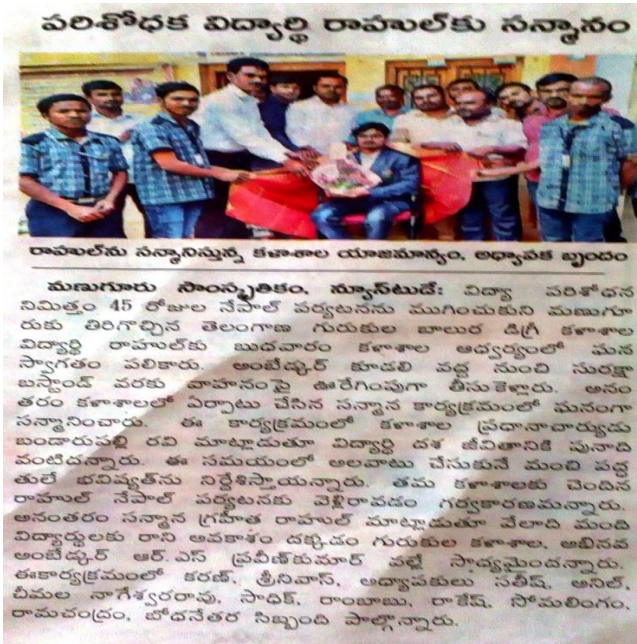 పరిశోధక విద్యార్థి రాహుల్‌కు సన్మానం
రాహుల్‌ను సన్మానిస్తున్న కళాశాల యాజమాన్యం, అధ్యాపక బృందం
మణుగూరు సాంస్కృతికం, న్యూస్‌టుడే: విద్యా పరిశోధన
నిమిత్తం 45 రోజుల నేపాల్ పర్యటనను ముగించుకుని మణుగూ
రుకు తిరిగొచ్చిన తెలంగాణ గురుకుల బాలుర డిగ్రీ కళాశాల
విద్యార్థి రాహుల్‌కు బుధవారం కళాశాల ఆధ్వర్యంలో ఘన
స్వాగతం పలికారు. అంబేడ్కర్ కూడలి వద్ద నుంచి సురక్షా
బస్టాండ్ వరకు వాహనంపై ఊరేగింపుగా తీసుకెళ్లారు. అనం
తరం కళాశాలలో ఏర్పాటు చేసిన సన్మాన కార్యక్రమంలో ఘనంగా
సన్మానించారు. ఈ కార్యక్రమంలో కళాశాల ప్రధానాచార్యుడు
బండారుపల్లి రవి మాట్లాడుతూ విద్యార్థి దశ జీవితానికి పునాది
వంటిదన్నారు. ఈ సమయంలో అలవాటు చేసుకునే మంచి పద్ధ
తులే భవిష్యత్‌ను నిర్దేశిస్తాయన్నారు. తమ కళాశాలకు చెందిన
రాహుల్ నేపాల్ పర్యటనకు వెళ్లిరావడం గర్వకారణమన్నారు.
అనంతరం సన్మాన గ్రహీత రాహుల్ మాట్లాడుతూ వేలాది మంది
విద్యార్థులకు రాని అవకాశం దక్కడం గురుకుల కళాశాల, అభినవ
అంబేడ్కర్ ఆర్.ఎస్ ప్రవీణ్‌కుమార్ వల్లే సాధ్యమైందన్నారు.
ఈకార్యక్రమంలో కరణ్, శ్రీనివాస్, అధ్యాపకులు సతీష్, అనిల్,
చీమల నాగేశ్వరరావు, సాధిక్, రాంబాబు, రాకేష్, సోమలింగం,
రామచంద్రం, బోధనేతర సిబ్బంది పాల్గొన్నారు.